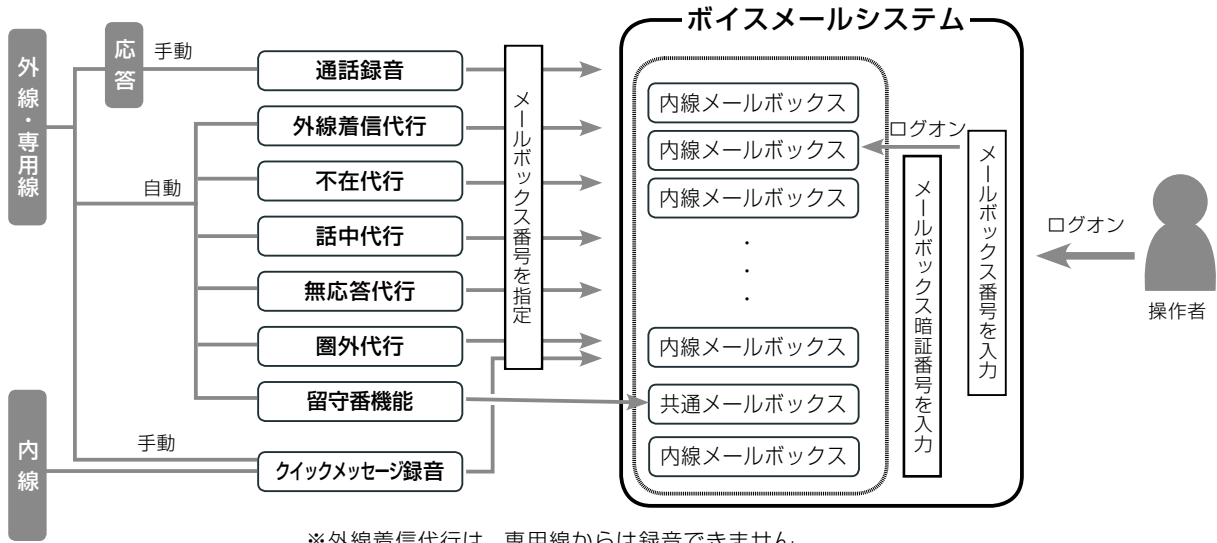 ボイスメールシステム
外線・専用線
応答
手動
通話録音
外線着信代行
自動
不在代行
話中代行
無応答代行
圏外代行
留守番機能
内線
手動
クイックメッセージ録音
メールボックス番号を指定
内線メールボックス
内線メールボックス
内線メールボックス
・
・
・
内線メールボックス
共通メールボックス
内線メールボックス
ログオン
メールボックス暗証番号を入力
メールボックス番号を入力
ログオン
操作者
※外線着信代行は、専用線からは録音できません